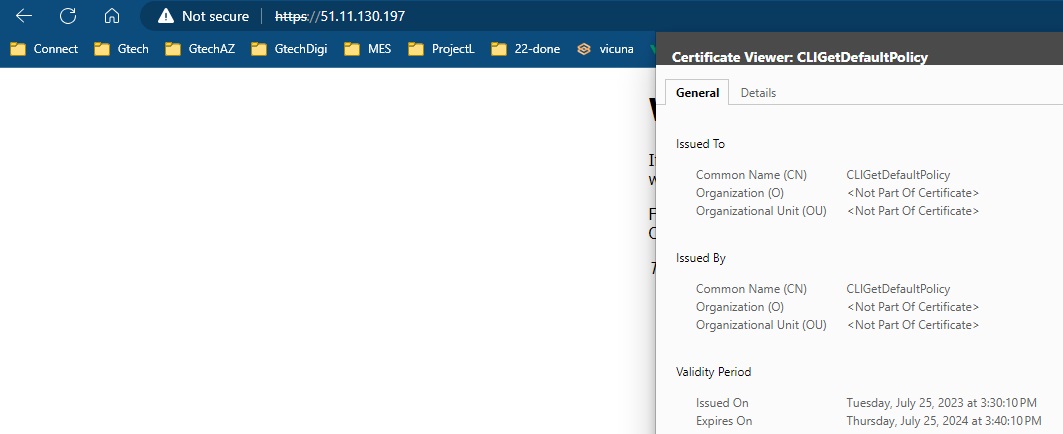 Not secure https://51.11.130.197
Connect Gtech GtechAZ GtechDigi MES ProjectL 22-done vicuna
Certificate Viewer: CLIGetDefaultPolicy
General Details
Issued To
Common Name (CN) CLIGetDefaultPolicy
Organization (O) <Not Part Of Certificate>
Organizational Unit (OU) <Not Part Of Certificate>
Issued By
Common Name (CN) CLIGetDefaultPolicy
Organization (O) <Not Part Of Certificate>
Organizational Unit (OU) <Not Part Of Certificate>
Validity Period
Issued On Tuesday, July 25, 2023 at 3:30:10 PM
Expires On Thursday, July 25, 2024 at 3:40:10 PM